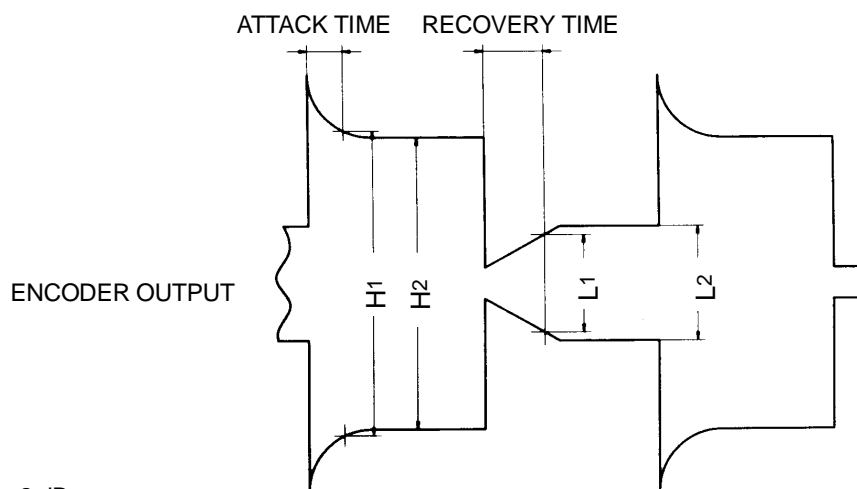 ATTACK TIME RECOVERY TIME
ENCODER OUTPUT
H1
H2
L1
L2